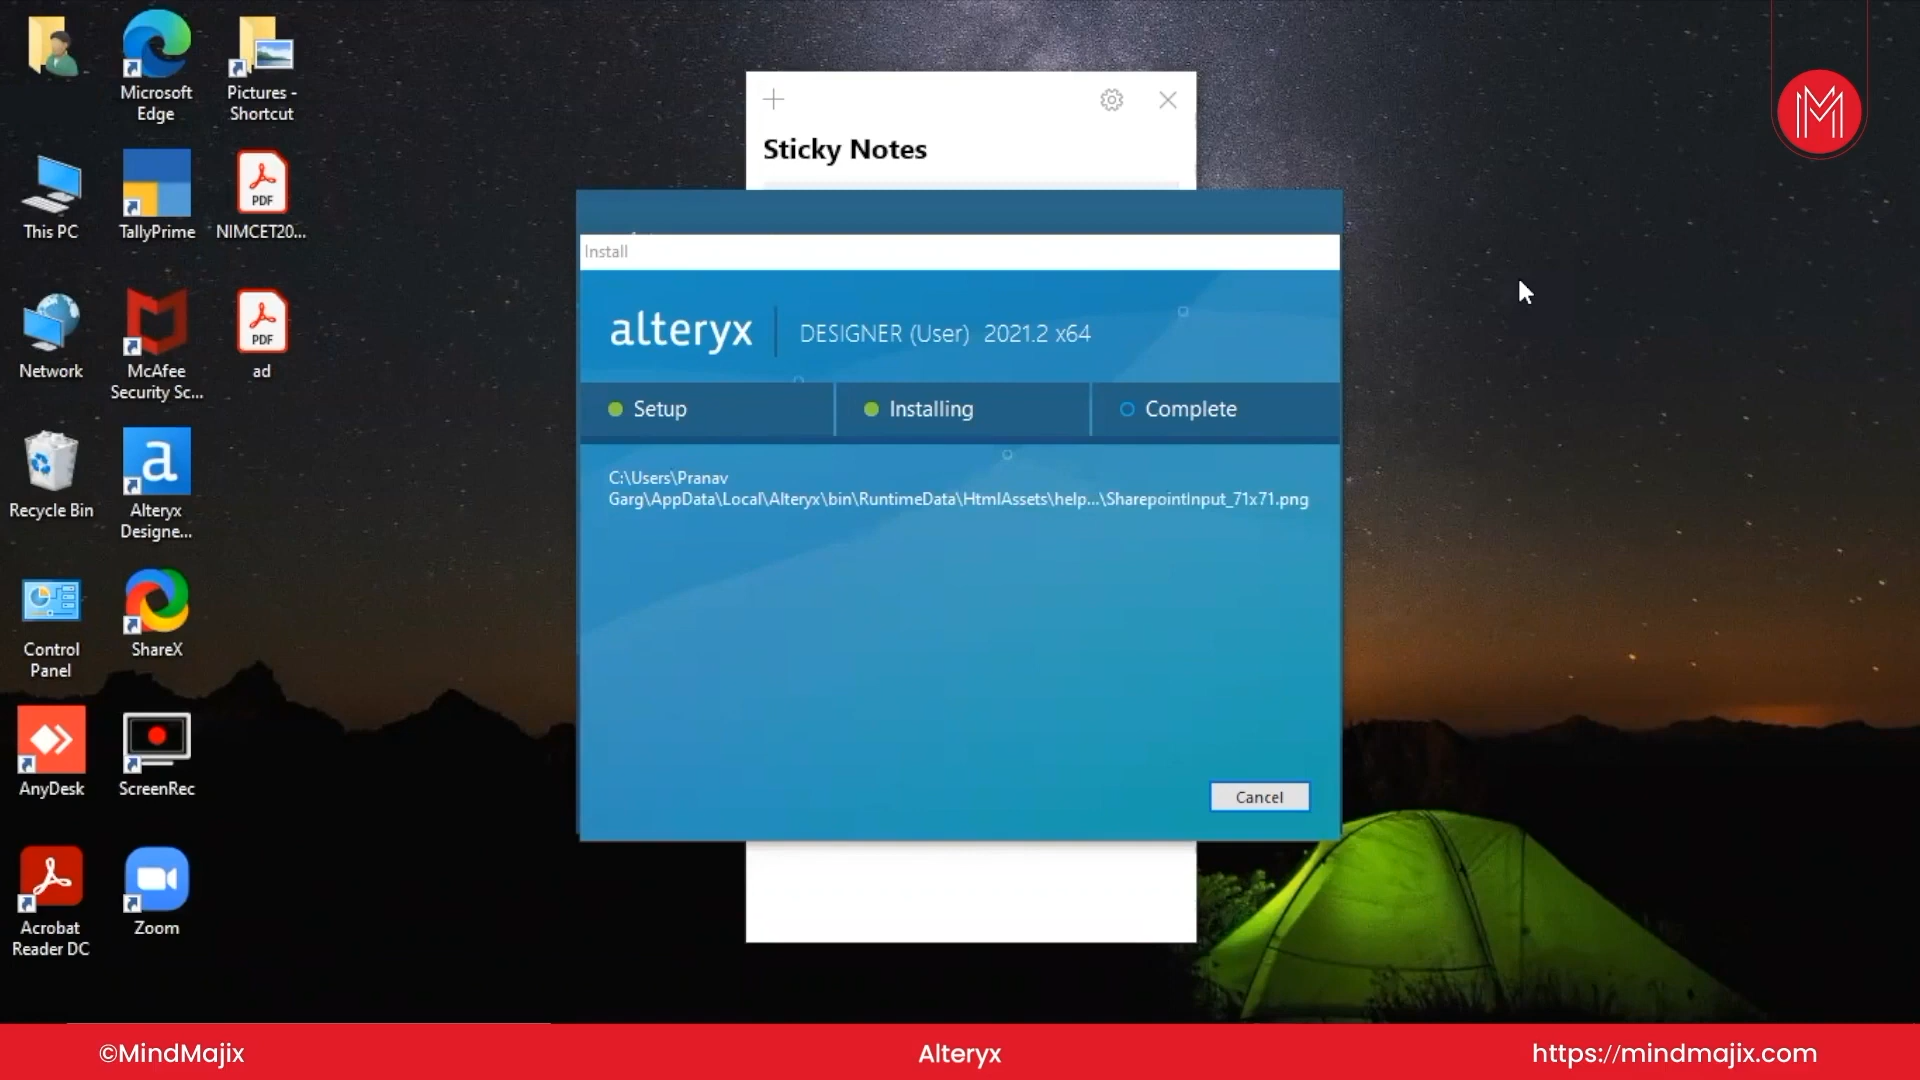 Microsoft
Edge
Pictures -
Shortcut
This PC
TallyPrime
PDF
NIMCET20...
Network
McAfee
Security Sc...
PDF
ad
Recycle Bin
a
Alteryx
Designe...
Control
Panel
ShareX
AnyDesk
ScreenRec
Acrobat
Reader DC
Zoom
Sticky Notes
Install
alteryx
DESIGNER (User) 2021.2 x64
Setup
Installing
Complete
C:\Users\Pranav
Garg\AppData\Local\Alteryx\bin\RuntimeData\HtmlAssets\help...\SharepointInput_71x71.png
Cancel
M
©MindMajix
Alteryx
https://mindmajix.com